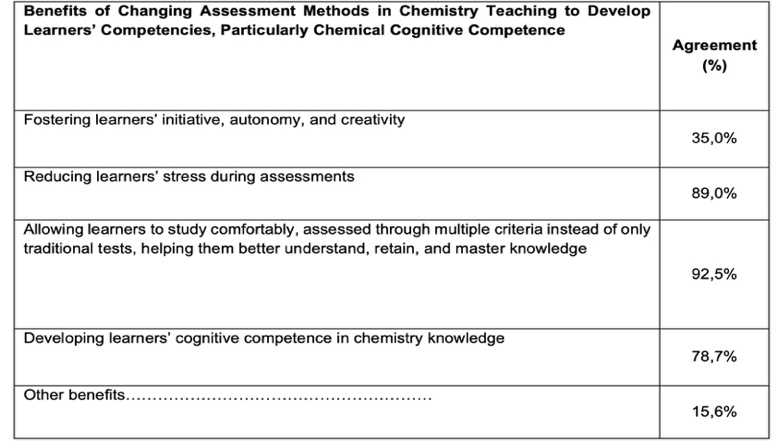 Benefits of Changing Assessment Methods in Chemistry Teaching to Develop
Learners' Competencies, Particularly Chemical Cognitive Competence
Agreement
(%)
Fostering learners' initiative, autonomy, and creativity
35,0%
Reducing learners' stress during assessments
89,0%
Allowing learners to study comfortably, assessed through multiple criteria instead of only
traditional tests, helping them better understand, retain, and master knowledge
92,5%
Developing learners' cognitive competence in chemistry knowledge
78,7%
Other benefits……………………………………………
15,6%